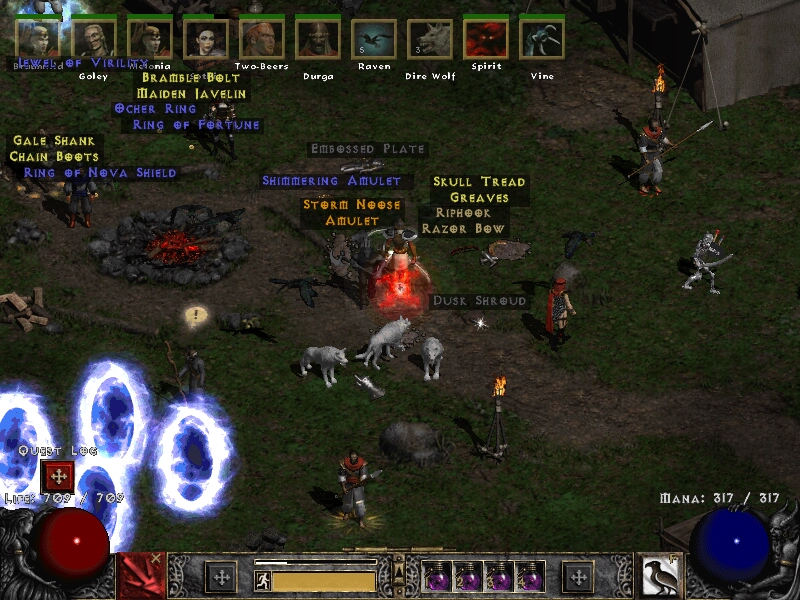 Jewel of Virility
Goley
Two-Beers
Durga
5
Raven
3
Dire Wolf
Spirit
Vine
Bramble Bolt
Maiden Javelin
Ocher Ring
Ring of Fortune
Gale Shank
Chain Boots
Ring of Nova Shield
Embossed Plate
Shimmering Amulet
Storm Noose
Amulet
Skull Tread
Greaves
Riphook
Razor Bow
Dusk Shroud
!
Quest Log
Life: 709 / 709
Mana: 317 / 317